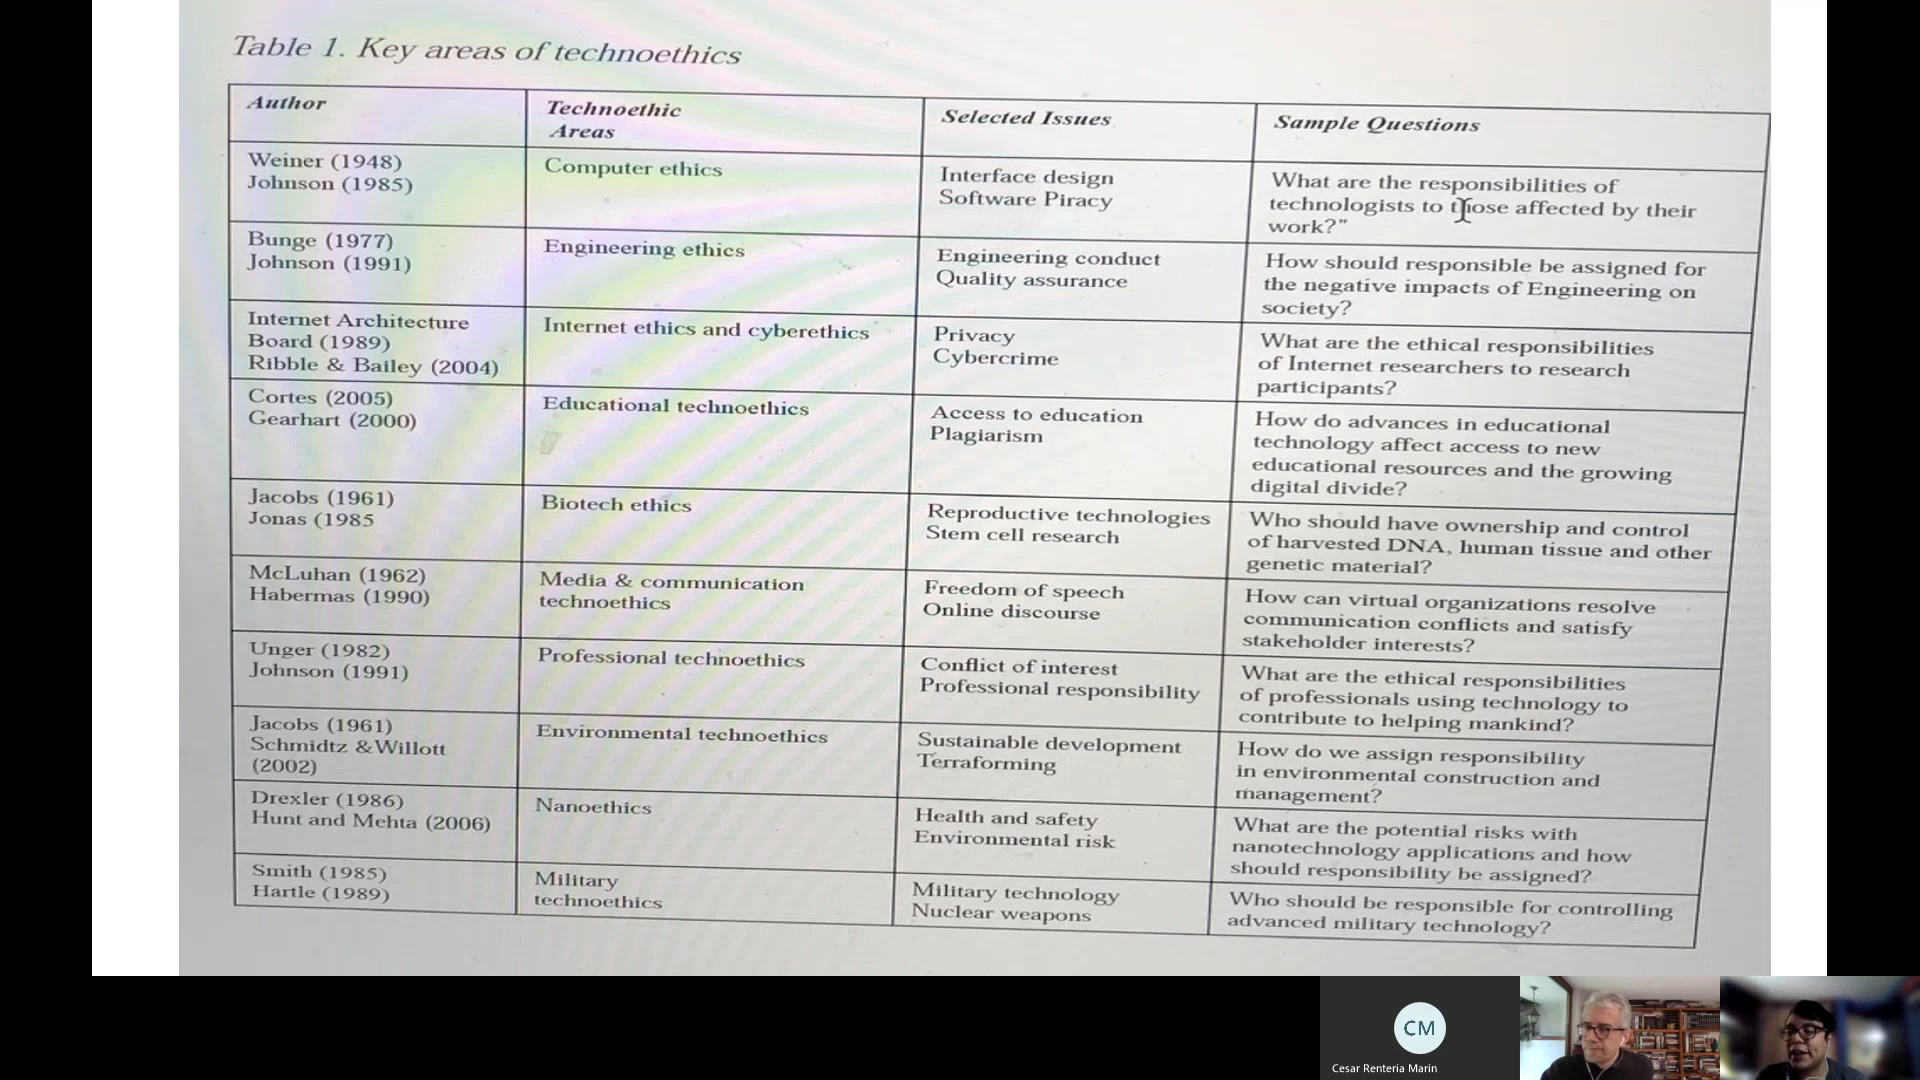 Table 1. Key areas of technoethics
Author
Technoethic
Areas
Selected Issues
Sample Questions
Weiner (1948)
Johnson (1985)
Computer ethics
Interface design
Software Piracy
What are the responsibilities of
technologists to those affected by their
work?”
Bunge (1977)
Johnson (1991)
Engineering ethics
Engineering conduct
Quality assurance
How should responsible be assigned for
the negative impacts of Engineering on
society?
Internet Architecture
Board (1989)
Ribble & Bailey (2004)
Internet ethics and cyberethics
Privacy
Cybercrime
What are the ethical responsibilities
of Internet researchers to research
participants?
Cortes (2005)
Gearhart (2000)
Educational technoethics
Access to education
Plagiarism
How do advances in educational
technology affect access to new
educational resources and the growing
digital divide?
Jacobs (1961)
Jonas (1985
Biotech ethics
Reproductive technologies
Stem cell research
Who should have ownership and control
of harvested DNA, human tissue and other
genetic material?
McLuhan (1962)
Habermas (1990)
Media & communication
technoethics
Freedom of speech
Online discourse
How can virtual organizations resolve
communication conflicts and satisfy
stakeholder interests?
Unger (1982)
Johnson (1991)
Professional technoethics
Conflict of interest
Professional responsibility
What are the ethical responsibilities
of professionals using technology to
contribute to helping mankind?
Jacobs (1961)
Schmidtz &Willott
(2002)
Environmental technoethics
Sustainable development
Terraforming
How do we assign responsibility
in environmental construction and
management?
Drexler (1986)
Hunt and Mehta (2006)
Nanoethics
Health and safety
Environmental risk
What are the potential risks with
nanotechnology applications and how
should responsibility be assigned?
Smith (1985)
Hartle (1989)
Military
technoethics
Military technology
Nuclear weapons
Who should be responsible for controlling
advanced military technology?
CM
Cesar Renteria Marin